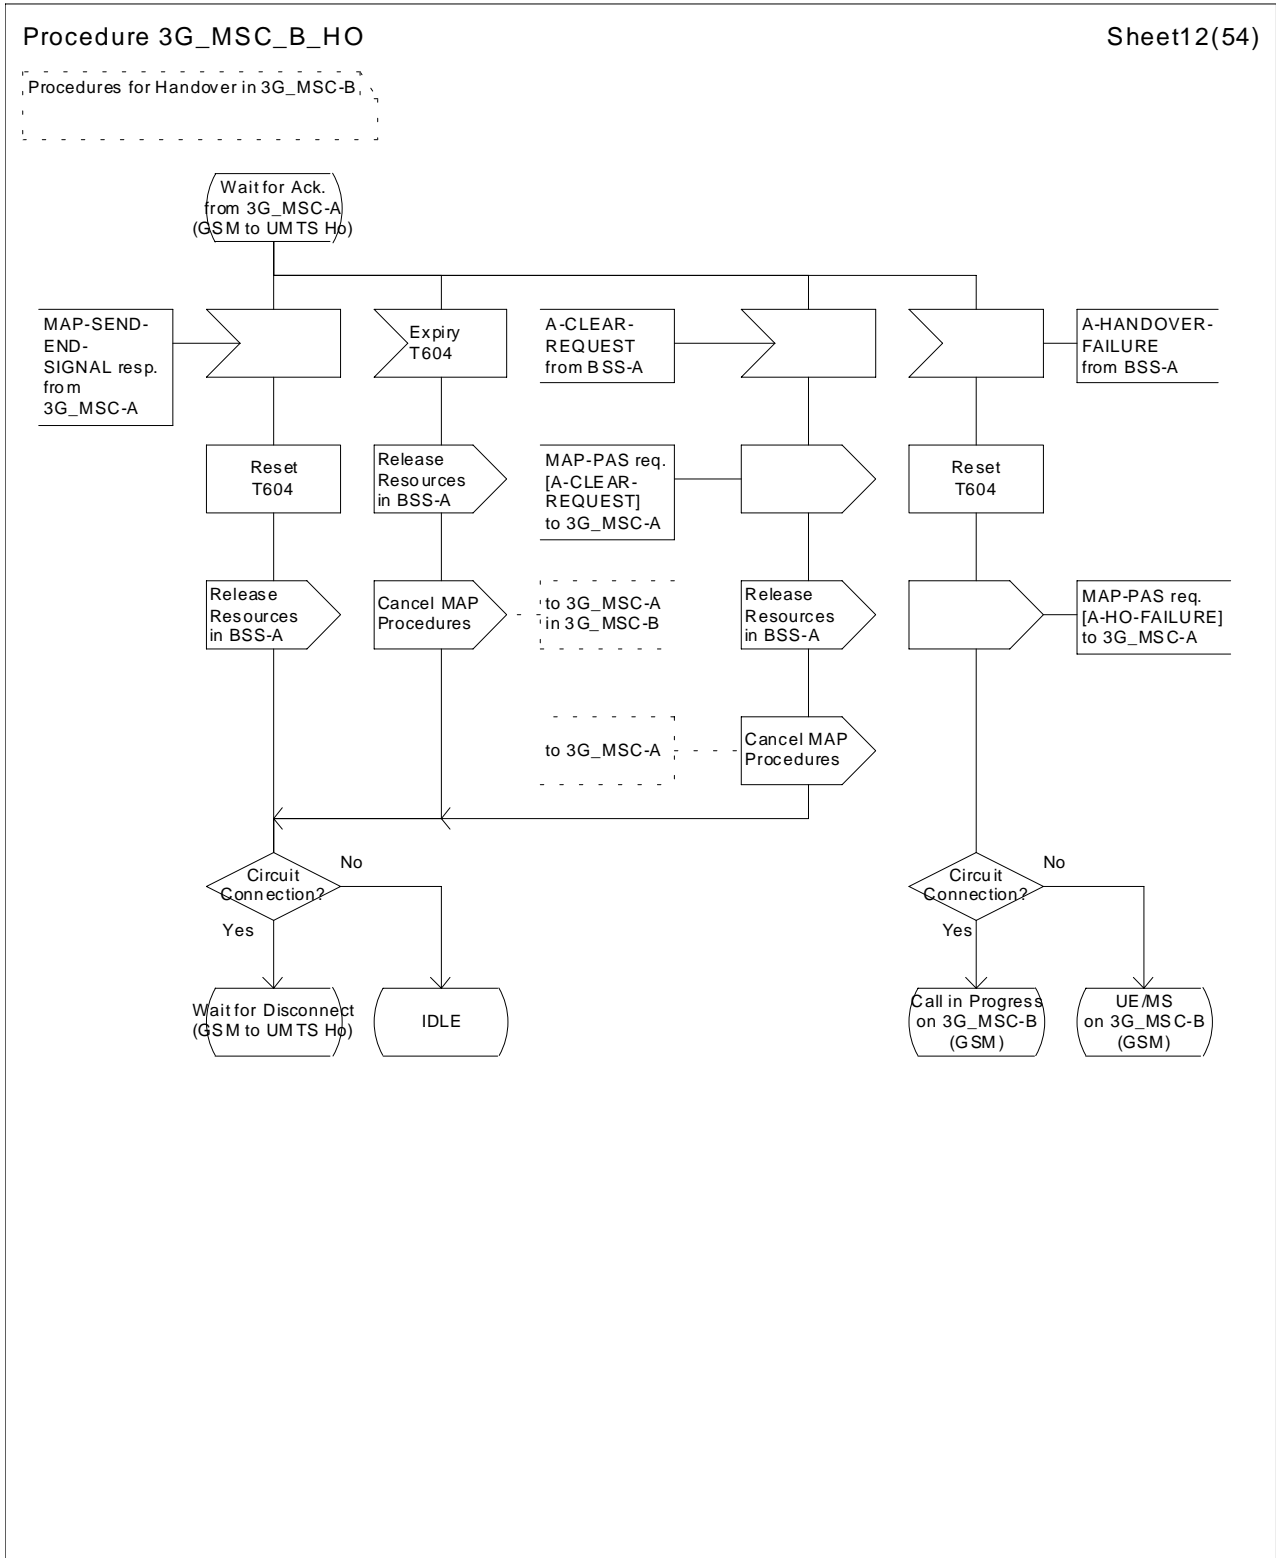 Procedure 3G_MSC_B_HO
Sheet12(54)
Procedures for Handover in 3G_MSC-B
Wait for Ack.
from 3G_MSC-A
(GSM to UMTS Ho)
MAP-SEND-
END-
SIGNAL resp.
from
3G_MSC-A
Expiry
T604
A-CLEAR-
REQUEST
from BSS-A
A-HANDOVER-
FAILURE
from BSS-A
Reset
T604
Release
Resources
in BSS-A
MAP-PAS req.
[A-CLEAR-
REQUEST]
to 3G_MSC-A
Reset
T604
Release
Resources
in BSS-A
Cancel MAP
Procedures
to 3G_MSC-A
in 3G_MSC-B
Release
Resources
in BSS-A
MAP-PAS req.
[A-HO-FAILURE]
to 3G_MSC-A
to 3G_MSC-A
Cancel MAP
Procedures
Circuit
Connection?
No
Yes
Circuit
Connection?
No
Yes
Wait for Disconnect
(GSM to UMTS Ho)
IDLE
Call in Progress
on 3G_MSC-B
(GSM)
UE/MS
on 3G_MSC-B
(GSM)